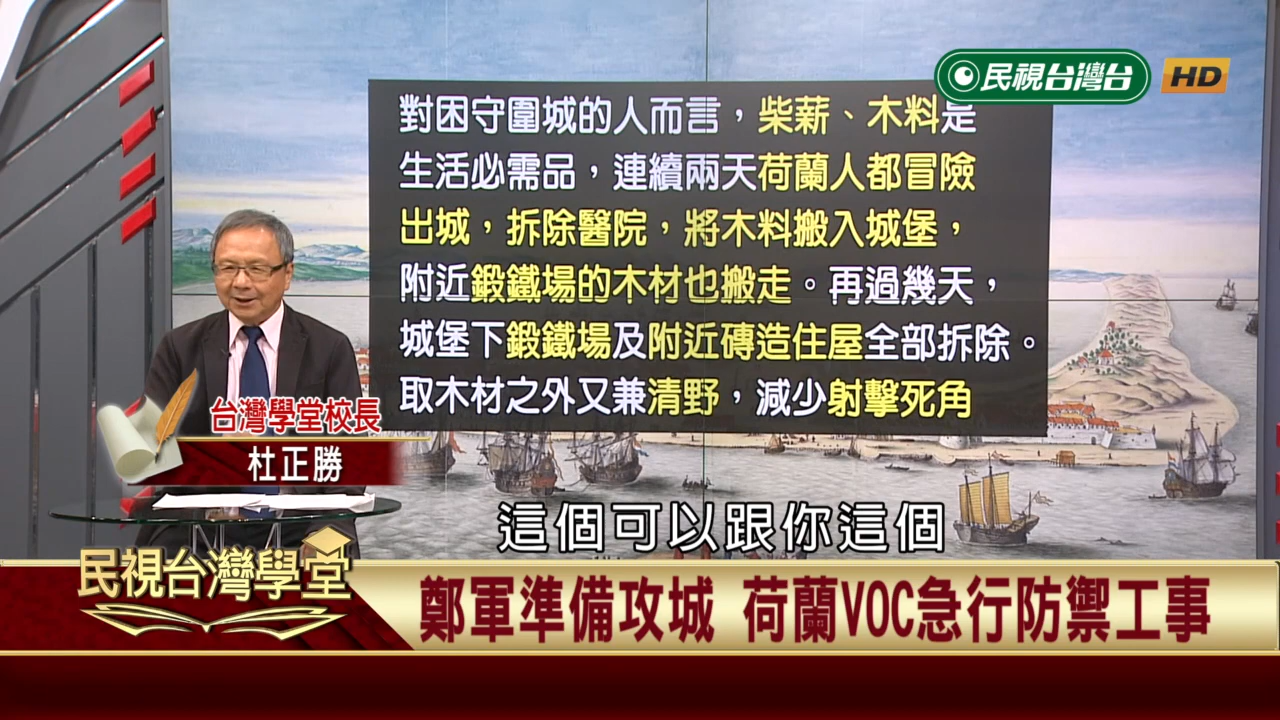 民視台灣台 HD
對困守圍城的人而言，柴薪、木料是
生活必需品，連續兩天荷蘭人都冒險
出城，拆除醫院，將木料搬入城堡，
附近鍛鐵場的木材也搬走。再過幾天，
城堡下鍛鐵場及附近磚造住屋全部拆除。
取木材之外又兼清野，減少射擊死角
台灣學堂校長
杜正勝
這個可以跟你這個
民視台灣學堂
鄭軍準備攻城 荷蘭VOC急行防禦工事